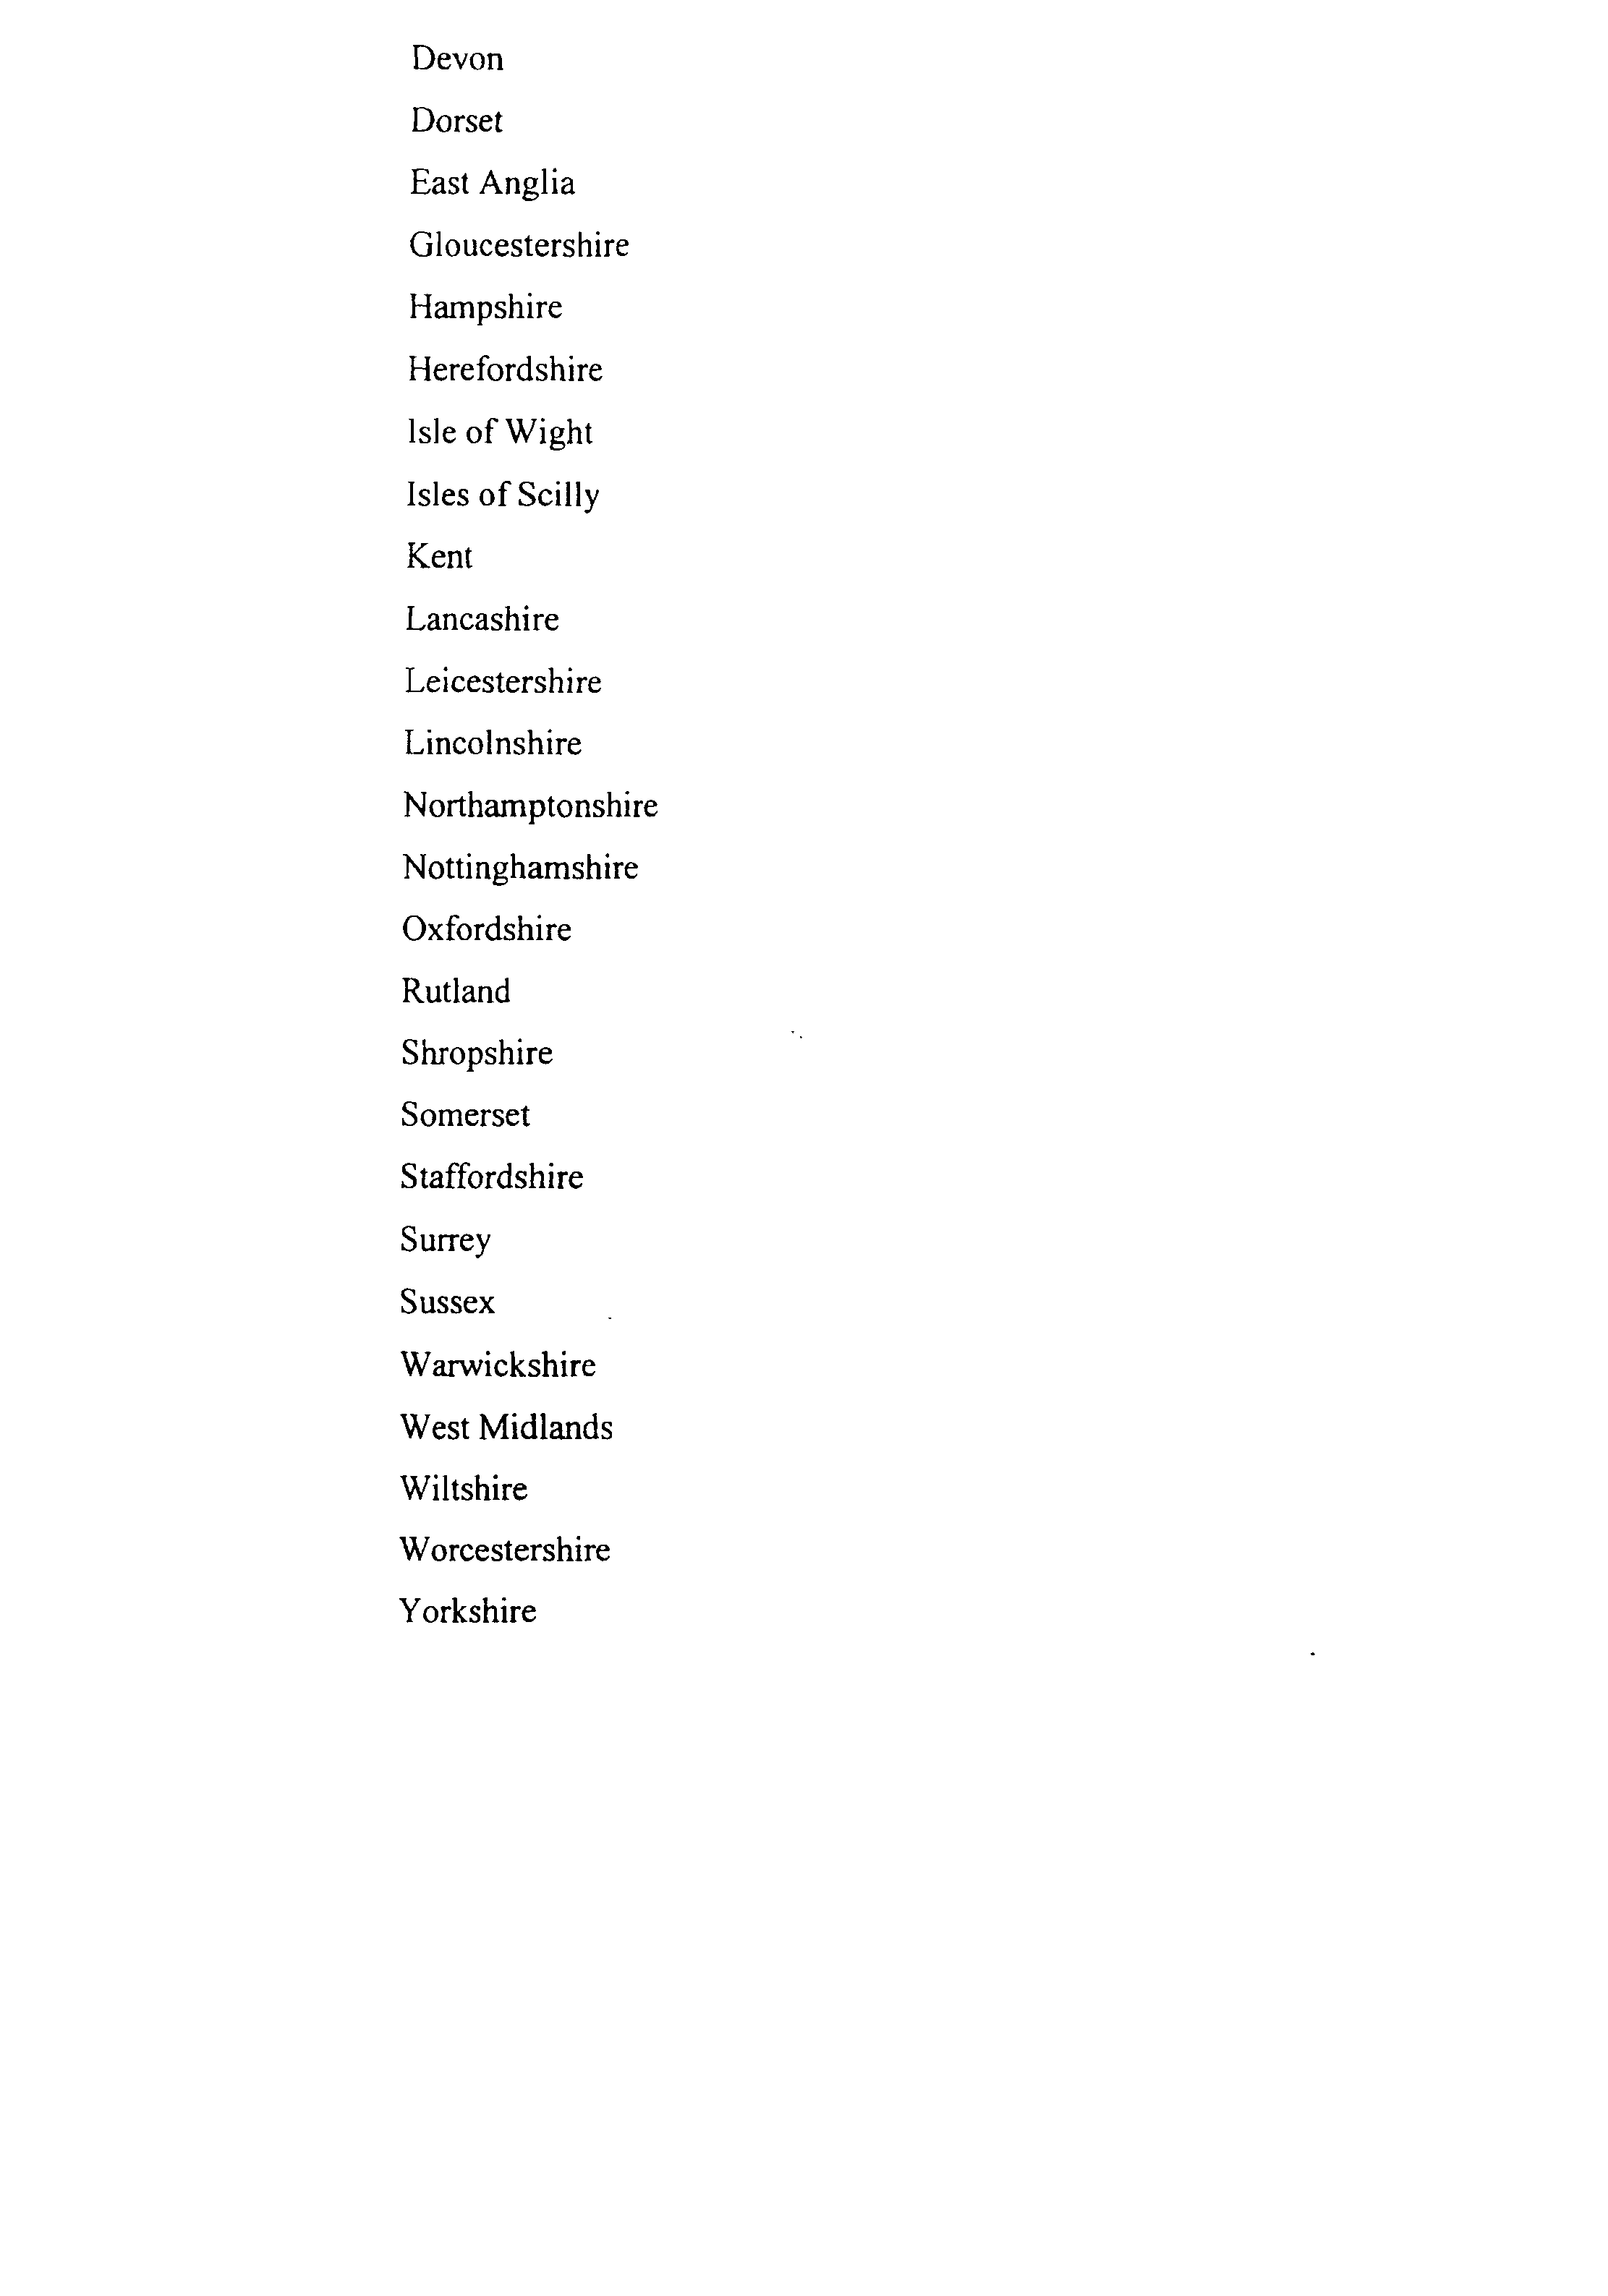 Devon
Dorset
East Anglia
Gloucestershire
Hampshire
Herefordshire
Isle of Wight
Isles of Scilly
Kent
Lancashire
Leicestershire
Lincolnshire
Northamptonshire
Nottinghamshire
Oxfordshire
Rutland
Shropshire
Somerset
Staffordshire
Surrey
Sussex
Warwickshire
West Midlands
Wiltshire
Worcestershire
Yorkshire